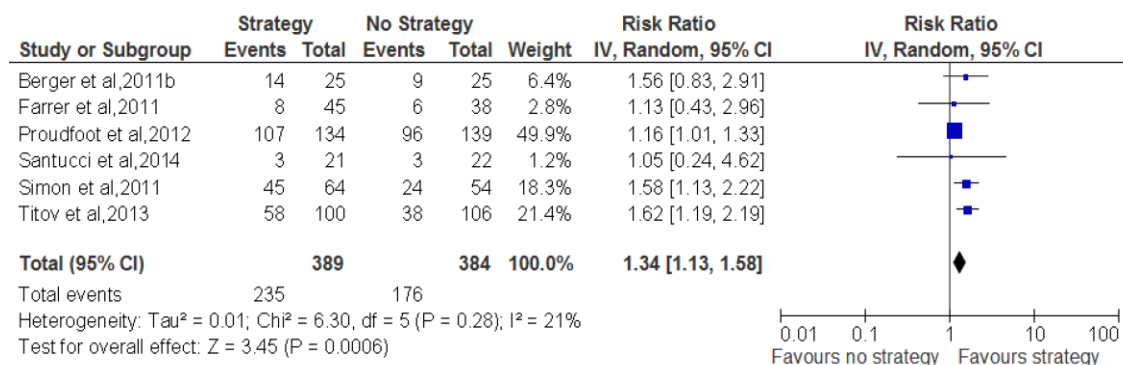 Strategy No Strategy Risk Ratio Risk Ratio
Study or Subgroup Events Total Events Total Weight IV, Random, 95% CI IV, Random, 95% CI
Berger et al,2011b 14 25 9 25 6.4% 1.56 [0.83, 2.91]
Farrer et al,2011 8 45 6 38 2.8% 1.13 [0.43, 2.96]
Proudfoot et al,2012 107 134 96 139 49.9% 1.16 [1.01, 1.33]
Santucci et al,2014 3 21 3 22 1.2% 1.05 [0.24, 4.62]
Simon et al,2011 45 64 24 54 18.3% 1.58 [1.13, 2.22]
Titov et al,2013 58 100 38 106 21.4% 1.62 [1.19, 2.19]
Total (95% CI) 389 384 100.0% 1.34 [1.13, 1.58]
Total events 235 176
Heterogeneity: Tau² = 0.01; Chi² = 6.30, df = 5 (P = 0.28); I² = 21%
Test for overall effect: Z = 3.45 (P = 0.0006)
0.01 0.1 1 10 100
Favours no strategy Favours strategy